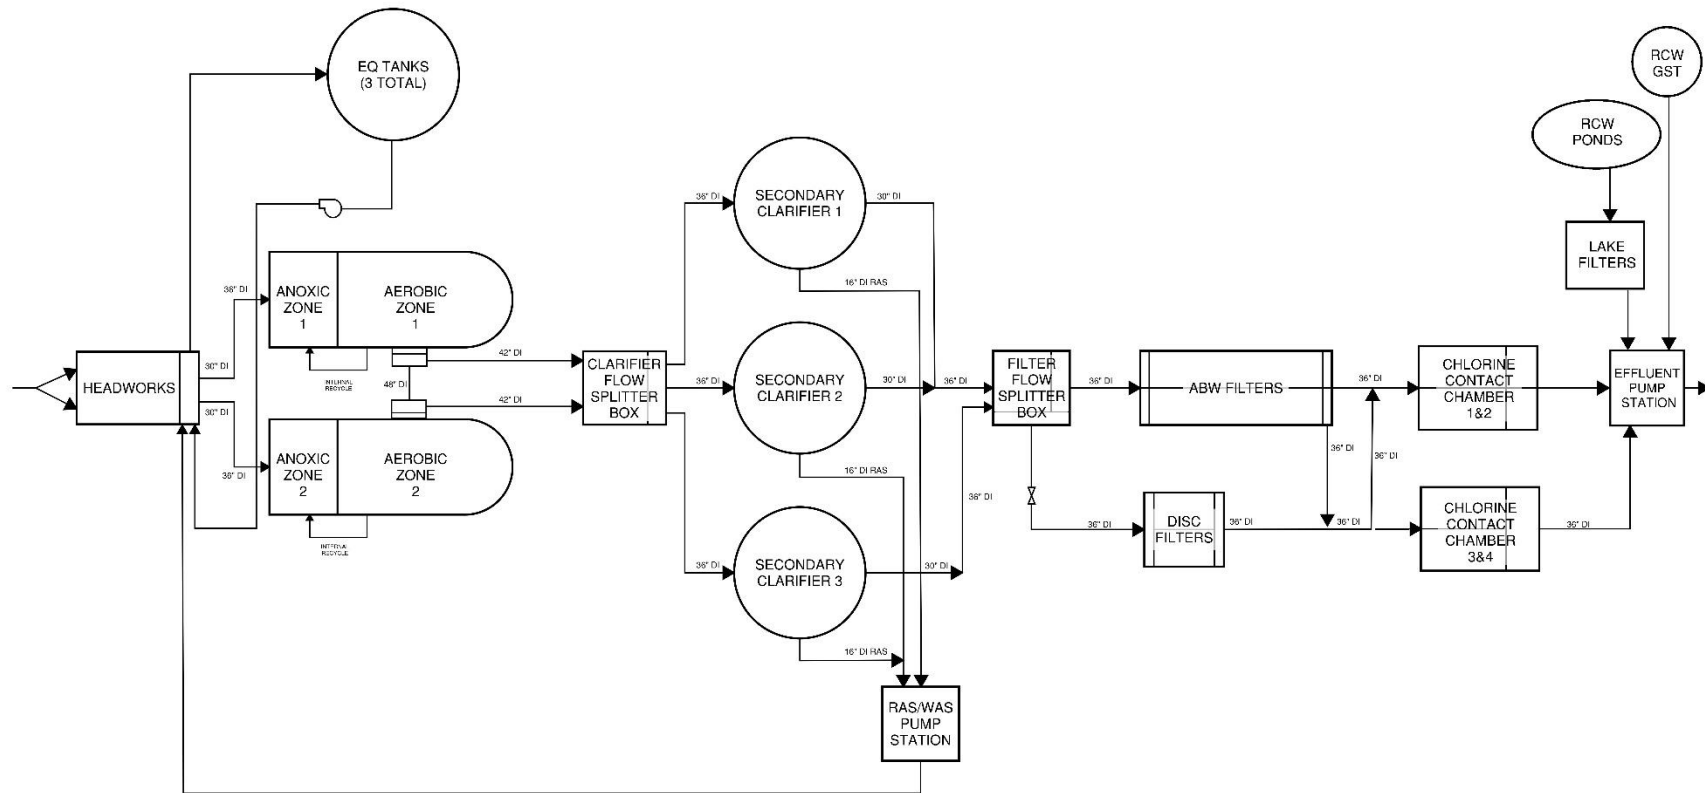 EQ TANKS
(3 TOTAL)
RCW
GST
RCW
PONDS
LAKE
FILTERS
36" DI
SECONDARY
CLARIFIER 1
30" DI
16" DI RAS
36" DI
ANOXIC
ZONE
1
AEROBIC
ZONE
1
30" DI
INTERNAL
RECYCLE
48" DI
42" DI
42" DI
HEADWORKS
30" DI
36" DI
ANOXIC
ZONE
2
AEROBIC
ZONE
2
INTERNAL
RECYCLE
CLARIFIER
FLOW
SPLITTER
BOX
36" DI
SECONDARY
CLARIFIER 2
30" DI
16" DI RAS
36" DI
36" DI
SECONDARY
CLARIFIER 3
30" DI
16" DI RAS
36" DI
RAS/WAS
PUMP
STATION
FILTER
FLOW
SPLITTER
BOX
36" DI
ABW FILTERS
36" DI
CHLORINE
CONTACT
CHAMBER
1&2
36" DI
EFFLUENT
PUMP
STATION
36" DI
36" DI
36" DI
DISC
FILTERS
36" DI
36" DI
CHLORINE
CONTACT
CHAMBER
3&4
36" DI